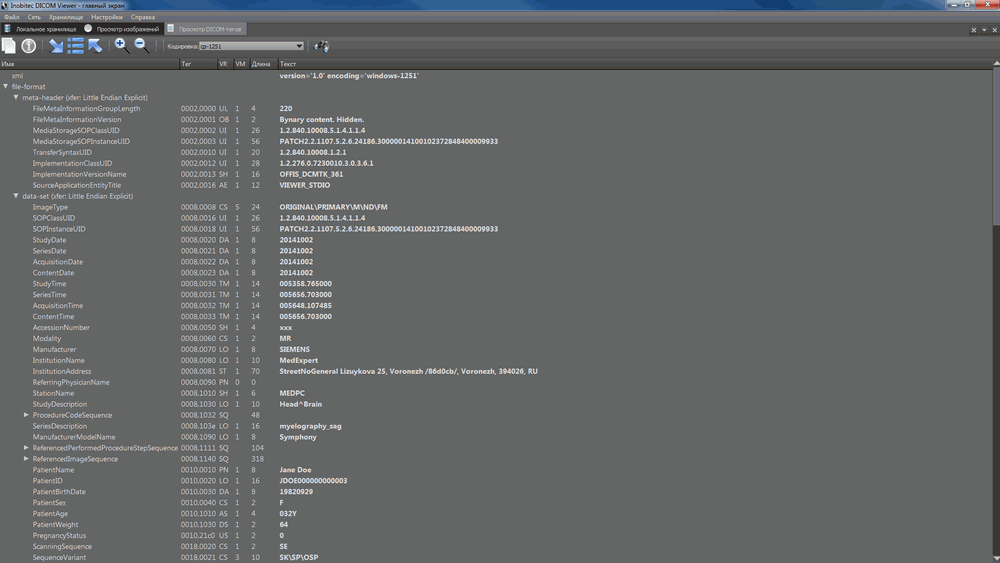 Inobitec DICOM Viewer - главный экран
Файл Сеть Хранилище Настройки Справка
Локальное хранилище Просмотр изображений Просмотр DICOM-тегов
Кодировка: cp-1251
Имя Тег VR VM Длина Текст
xml version='1.0' encoding='windows-1251'
file-format
meta-header (xfer: Little Endian Explicit)
FileMetaInformationGroupLength 0002,0000 UL 1 4 220
FileMetaInformationVersion 0002,0001 OB 1 2 Bynary content. Hidden.
MediaStorageSOPClassUID 0002,0002 UI 1 26 1.2.840.10008.5.1.4.1.1.4
MediaStorageSOPInstanceUID 0002,0003 UI 1 56 PATCH2.2.1107.5.2.6.24186.30000014100102372848400009933
TransferSyntaxUID 0002,0010 UI 1 20 1.2.840.10008.1.2.1
ImplementationClassUID 0002,0012 UI 1 28 1.2.276.0.7230010.3.0.3.6.1
ImplementationVersionName 0002,0013 SH 1 16 OFFIS_DCMTK_361
SourceApplicationEntityTitle 0002,0016 AE 1 12 VIEWER_STDIO
data-set (xfer: Little Endian Explicit)
ImageType 0008,0008 CS 5 24 ORIGINAL\PRIMARY\M\ND\FM
SOPClassUID 0008,0016 UI 1 26 1.2.840.10008.5.1.4.1.1.4
SOPInstanceUID 0008,0018 UI 1 56 PATCH2.2.1107.5.2.6.24186.30000014100102372848400009933
StudyDate 0008,0020 DA 1 8 20141002
SeriesDate 0008,0021 DA 1 8 20141002
AcquisitionDate 0008,0022 DA 1 8 20141002
ContentDate 0008,0023 DA 1 8 20141002
StudyTime 0008,0030 TM 1 14 005358.765000
SeriesTime 0008,0031 TM 1 14 005656.703000
AcquisitionTime 0008,0032 TM 1 14 005648.107485
ContentTime 0008,0033 TM 1 14 005656.703000
AccessionNumber 0008,0050 SH 1 4 xxx
Modality 0008,0060 CS 1 2 MR
Manufacturer 0008,0070 LO 1 8 SIEMENS
InstitutionName 0008,0080 LO 1 10 MedExpert
InstitutionAddress 0008,0081 ST 1 70 StreetNoGeneral Lizuykova 25, Voronezh /86d0cb/, Voronezh, 394026, RU
ReferringPhysicianName 0008,0090 PN 0 0
StationName 0008,1010 SH 1 6 MEDPC
StudyDescription 0008,1030 LO 1 10 Head^Brain
ProcedureCodeSequence 0008,1032 SQ 48
SeriesDescription 0008,103e LO 1 16 myelography_sag
ManufacturerModelName 0008,1090 LO 1 8 Symphony
ReferencedPerformedProcedureStepSequence 0008,1111 SQ 104
ReferencedImageSequence 0008,1140 SQ 318
PatientName 0010,0010 PN 1 8 Jane Doe
PatientID 0010,0020 LO 1 16 JDOE000000000003
PatientBirthDate 0010,0030 DA 1 8 19820929
PatientSex 0010,0040 CS 1 2 F
PatientAge 0010,1010 AS 1 4 032Y
PatientWeight 0010,1030 DS 1 2 64
PregnancyStatus 0010,21c0 US 1 2 0
ScanningSequence 0018,0020 CS 1 2 SE
SequenceVariant 0018,0021 CS 3 10 SK\SP\OSP